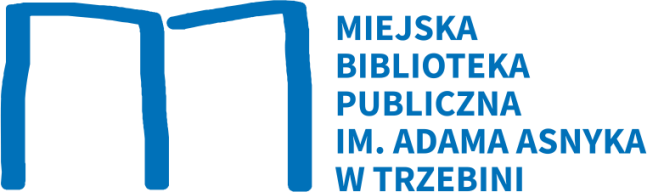 MIEJSKA
BIBLIOTEKA
PUBLICZNA
IM. ADAMA ASNYKA
W TRZEBINI